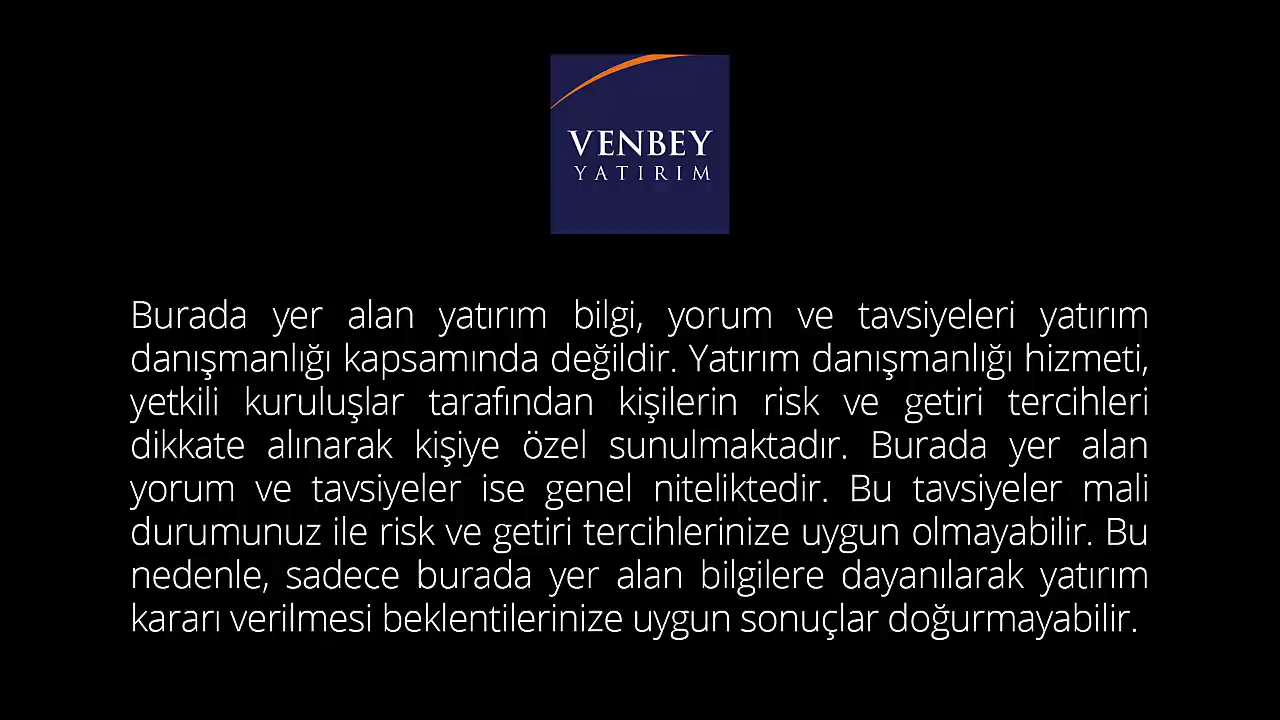 VENBEY
YATIRIM
Burada yer alan yatırım bilgi, yorum ve tavsiyeleri yatırım
danışmanlığı kapsamında değildir. Yatırım danışmanlığı hizmeti,
yetkili kuruluşlar tarafından kişilerin risk ve getiri tercihleri
dikkate alınarak kişiye özel sunulmaktadır. Burada yer alan
yorum ve tavsiyeler ise genel niteliktedir. Bu tavsiyeler mali
durumunuz ile risk ve getiri tercihlerinize uygun olmayabilir. Bu
nedenle, sadece burada yer alan bilgilere dayanılarak yatırım
kararı verilmesi beklentilerinize uygun sonuçlar doğurmayabilir.